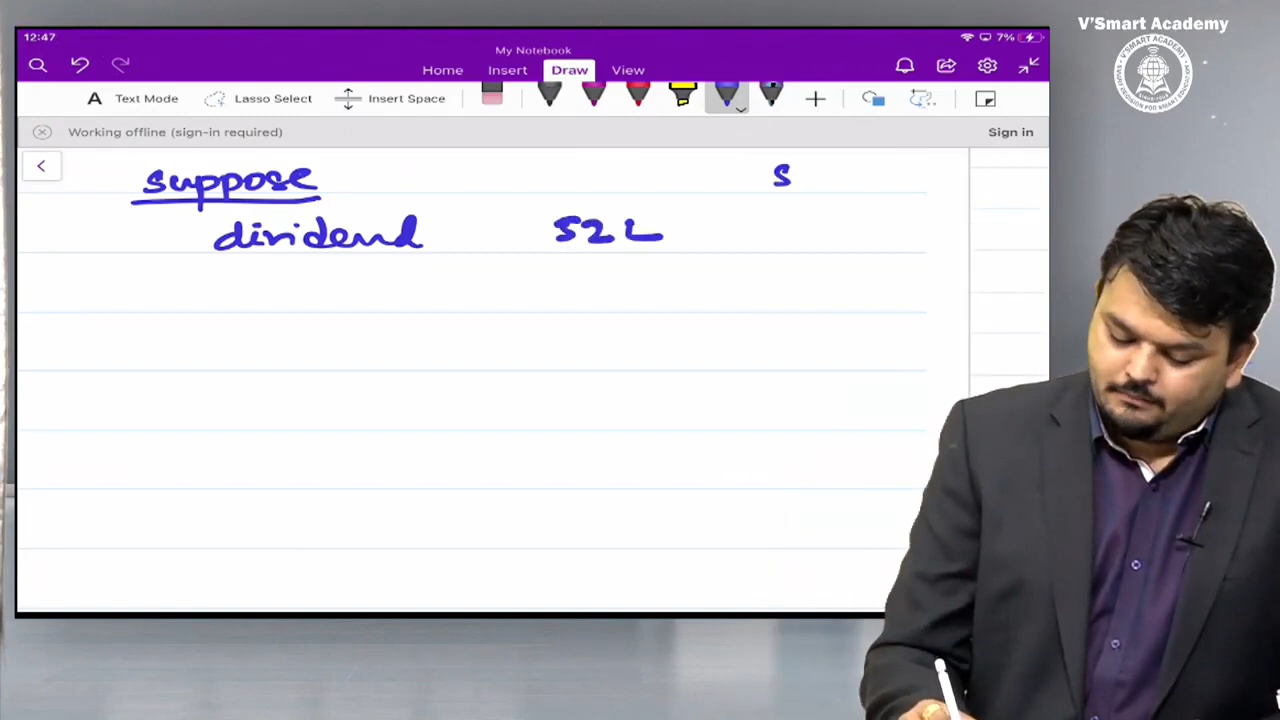 V'Smart Academy
12:47
7%
My Notebook
Home Insert Draw View
A Text Mode Lasso Select Insert Space
Working offline (sign-in required) Sign in
suppose S
dividend 52L